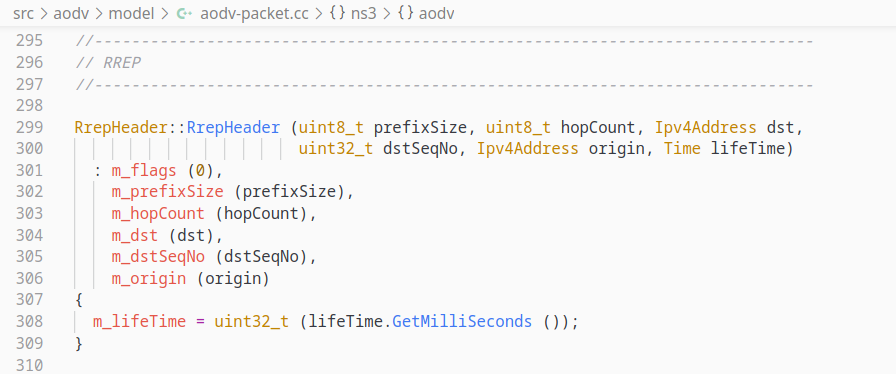 src > aodv > model > aodv-packet.cc > {} ns3 > {} aodv
295 //------------------------------------------------------------------------------
296 // RREP
297 //------------------------------------------------------------------------------
298
299 RrepHeader::RrepHeader (uint8_t prefixSize, uint8_t hopCount, Ipv4Address dst,
300                         uint32_t dstSeqNo, Ipv4Address origin, Time lifeTime)
301   : m_flags (0),
302     m_prefixSize (prefixSize),
303     m_hopCount (hopCount),
304     m_dst (dst),
305     m_dstSeqNo (dstSeqNo),
306     m_origin (origin)
307 {
308   m_lifeTime = uint32_t (lifeTime.GetMilliSeconds ());
309 }
310